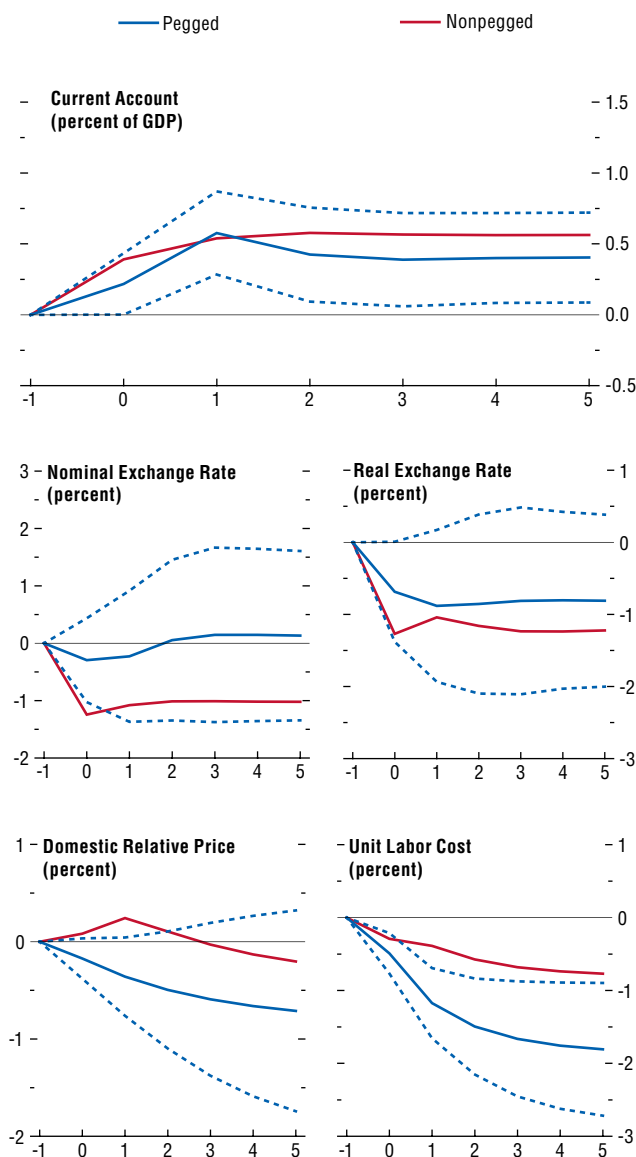 Pegged Nonpegged
Current Account
(percent of GDP)
1.5
1.0
0.5
0.0
-0.5
-1 0 1 2 3 4 5
Nominal Exchange Rate
(percent)
3
2
1
0
-1
-2
-1 0 1 2 3 4 5
Real Exchange Rate
(percent)
1
0
-1
-2
-3
-1 0 1 2 3 4 5
Domestic Relative Price
(percent)
1
0
-1
-2
-1 0 1 2 3 4 5
Unit Labor Cost
(percent)
1
0
-1
-2
-3
-1 0 1 2 3 4 5